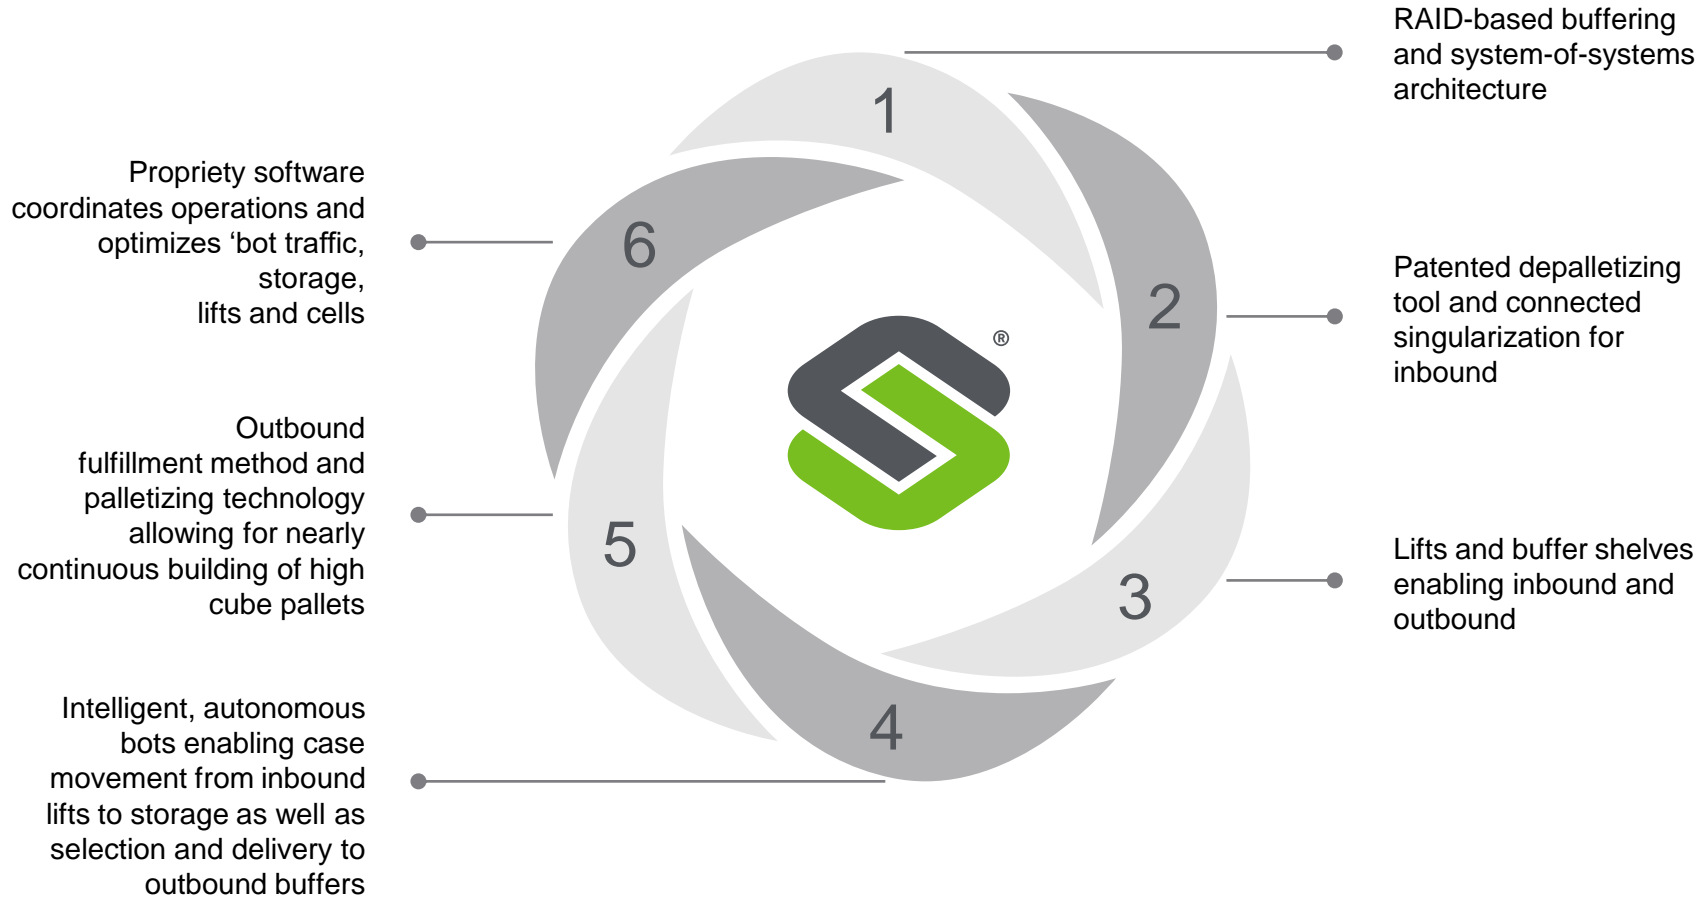 1
RAID-based buffering
and system-of-systems
architecture
2
Patented depalletizing
tool and connected
singularization for
inbound
3
Lifts and buffer shelves
enabling inbound and
outbound
4
Intelligent, autonomous
bots enabling case
movement from inbound
lifts to storage as well as
selection and delivery to
outbound buffers
5
Outbound
fulfillment method and
palletizing technology
allowing for nearly
continuous building of high
cube pallets
6
Propriety software
coordinates operations and
optimizes ‘bot traffic,
storage,
lifts and cells
®